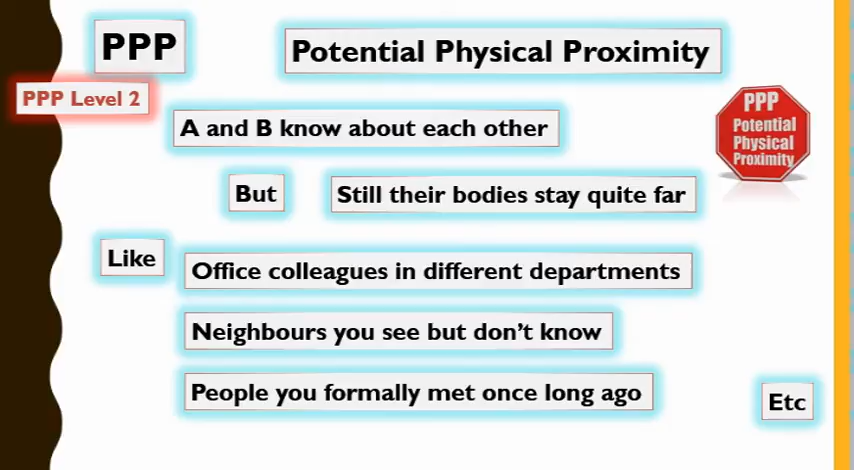 PPP
Potential Physical Proximity
PPP Level 2
A and B know about each other
PPP
Potential
Physical
Proximity
But
Still their bodies stay quite far
Like
Office colleagues in different departments
Neighbours you see but don't know
People you formally met once long ago
Etc